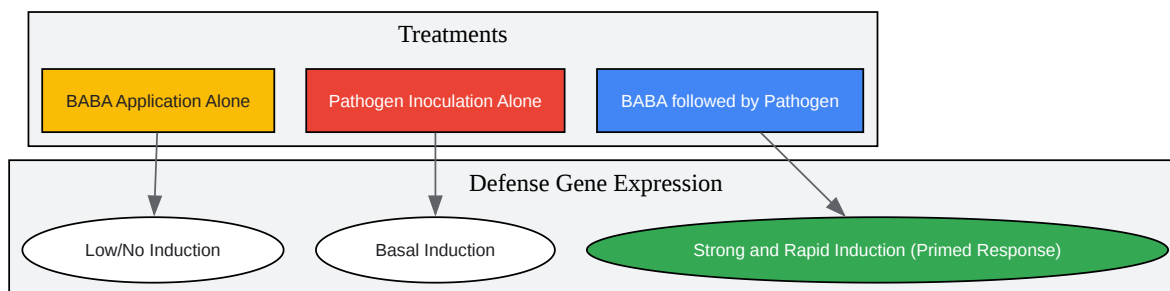 Treatments
BABA Application Alone
Pathogen Inoculation Alone
BABA followed by Pathogen
Defense Gene Expression
Low/No Induction
Basal Induction
Strong and Rapid Induction (Primed Response)